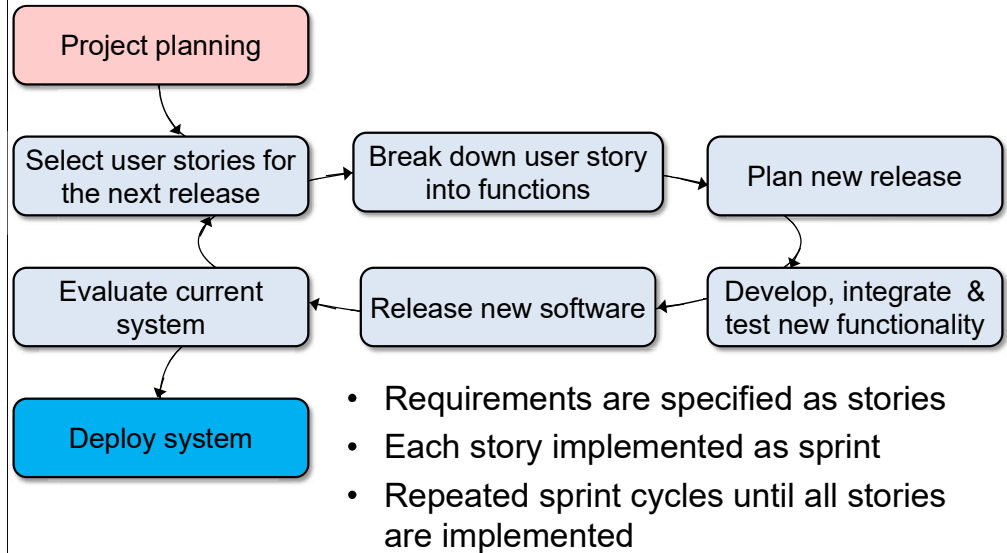 Project planning
Select user stories for
the next release
Break down user story
into functions
Plan new release
Evaluate current
system
Release new software
Develop, integrate & 
test new functionality
Deploy system
• Requirements are specified as stories
• Each story implemented as sprint
• Repeated sprint cycles until all stories
are implemented